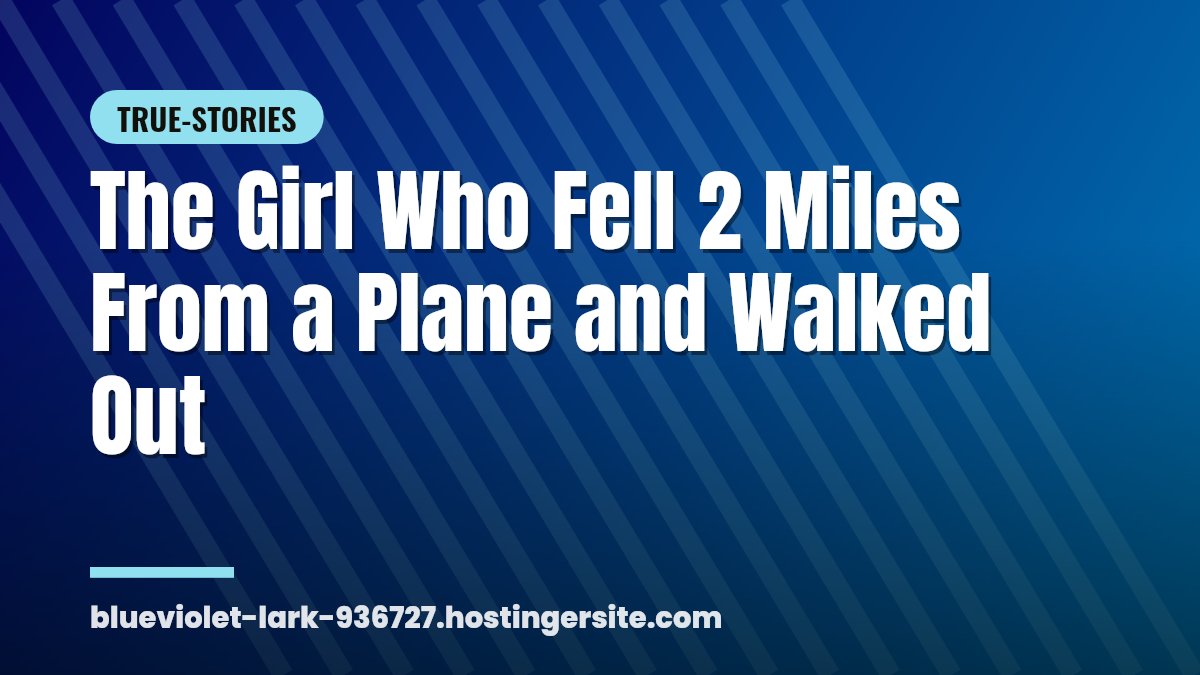 TRUE-STORIES
The Girl Who Fell 2 Miles
From a Plane and Walked
Out
blueviolet-lark-936727.hostingersite.com